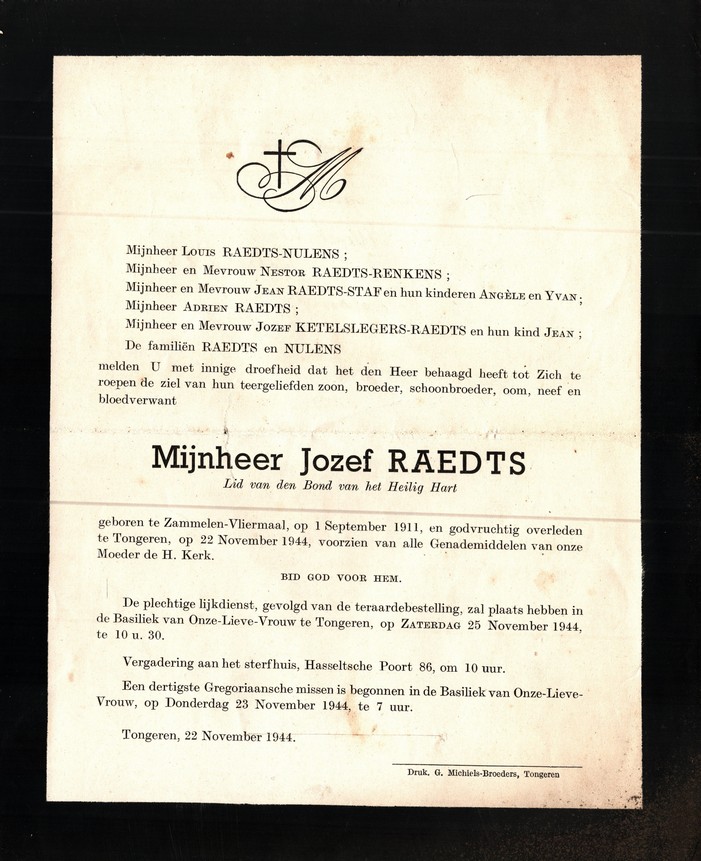 M
Mijnheer Louis RAEDTS-NULENS ;
Mijnheer en Mevrouw Nestor RAEDTS-RENKENS ;
Mijnheer en Mevrouw Jean RAEDTS-STAF en hun kinderen Angèle en Yvan ;
Mijnheer Adrien RAEDTS ;
Mijnheer en Mevrouw Jozef KETELSLEGERS-RAEDTS en hun kind Jean ;
De familiën RAEDTS en NULENS
melden U met innige droefheid dat het den Heer behaagd heeft tot Zich te
roepen de ziel van hun teergeliefden zoon, broeder, schoonbroeder, oom, neef en
bloedverwant
Mijnheer Jozef RAEDTS
Lid van den Bond van het Heilig Hart
geboren te Zammelen-Vliermaal, op 1 September 1911, en godvruchtig overleden
te Tongeren, op 22 November 1944, voorzien van alle Genademiddelen van onze
Moeder de H. Kerk.
BID GOD VOOR HEM.
De plechtige lijkdienst, gevolgd van de teraardebestelling, zal plaats hebben in
de Basiliek van Onze-Lieve-Vrouw te Tongeren, op Zaterdag 25 November 1944,
te 10 u. 30.
Vergadering aan het sterfhuis, Hasseltsche Poort 86, om 10 uur.
Een dertigste Gregoriaansche missen is begonnen in de Basiliek van Onze-Lieve-
Vrouw, op Donderdag 23 November 1944, te 7 uur.
Tongeren, 22 November 1944.
Druk. G. Michiels-Broeders, Tongeren